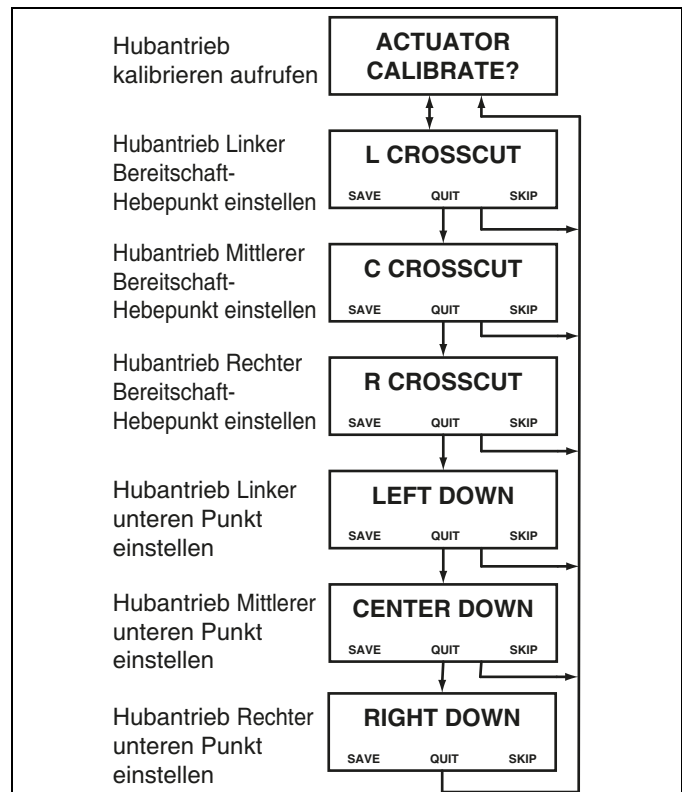 Hubantrieb
kalibrieren aufrufen
ACTUATOR
CALIBRATE?
Hubantrieb Linker
Bereitschaft-
Hebepunkt einstellen
L CROSSCUT
SAVE QUIT SKIP
Hubantrieb Mittlerer
Bereitschaft-
Hebepunkt einstellen
C CROSSCUT
SAVE QUIT SKIP
Hubantrieb Rechter
Bereitschaft-
Hebepunkt einstellen
R CROSSCUT
SAVE QUIT SKIP
Hubantrieb Linker
unteren Punkt
einstellen
LEFT DOWN
SAVE QUIT SKIP
Hubantrieb Mittlerer
unteren Punkt
einstellen
CENTER DOWN
SAVE QUIT SKIP
Hubantrieb Rechter
unteren Punkt
einstellen
RIGHT DOWN
SAVE QUIT SKIP